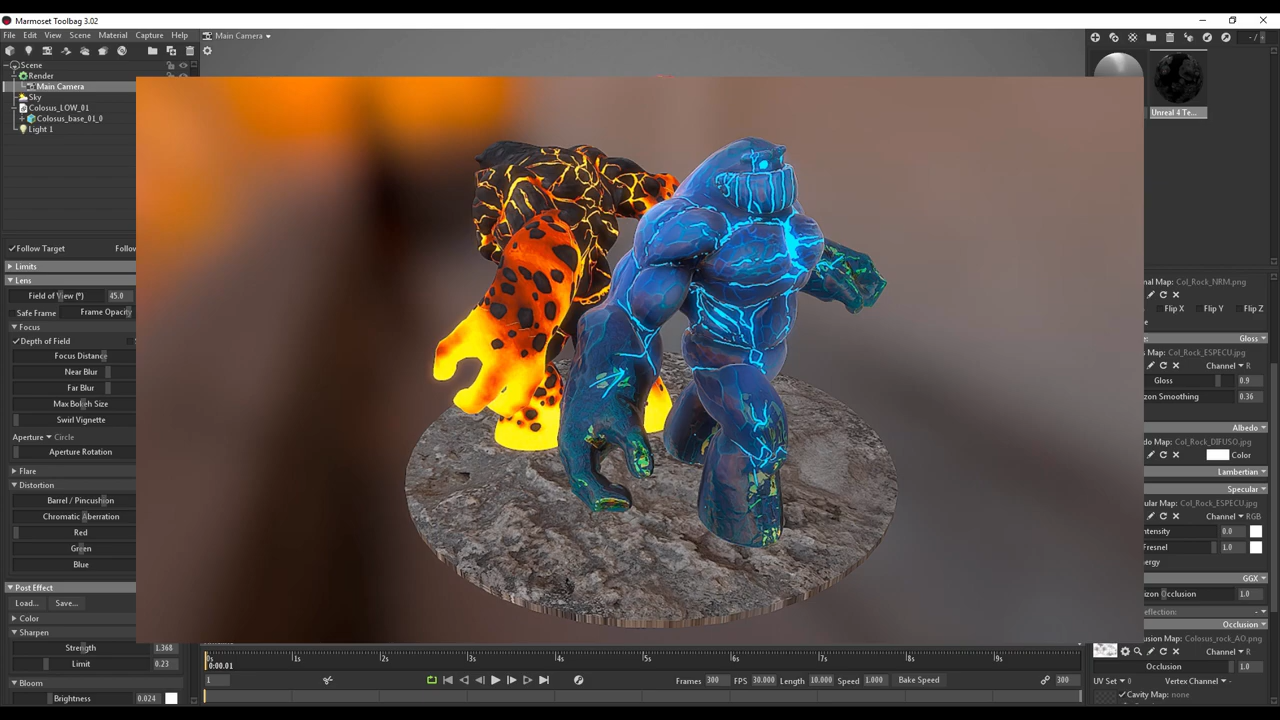 Marmoset Toolbag 3.02
File Edit View Scene Material Capture Help
Main Camera
Scene
Render
Main Camera
Sky
Colosus_LOW_01
Colosus_base_01_0
Light 1
Follow Target Follow
Limits
Lens
Field of View (º) 45.0
Safe Frame Frame Opacity
Focus
Depth of Field
Focus Distance
Near Blur
Far Blur
Max Bokeh Size
Swirl Vignette
Aperture Circle
Aperture Rotation
Flare
Distortion
Barrel / Pincushion
Chromatic Aberration
Red
Green
Blue
Post Effect
Load... Save...
Color
Sharpen
Strength 1.368
Limit 0.23
Bloom
Brightness 0.024
1s 2s 3s 4s 5s 6s 7s 8s 9s
0:00.01
1
Frames 300 FPS 30.000 Length 10.000 Speed 1.000 Bake Speed 300
- /
Unreal 4 Te...
al Map: Col_Rock_NRM.png
Flip X Flip Y Flip Z
Gloss
s Map: Col_Rock_ESPECU.jpg
Channel R
Gloss 0.9
zon Smoothing 0.36
Albedo
do Map: Col_Rock_DIFUSO.jpg
Color
Lambertian
Specular
ular Map: Col_Rock_ESPECU.jpg
Channel RGB
ntensity 0.0
Fresnel 1.0
nergy
GGX
zon Occlusion 1.0
eflection: -
Occlusion
usion Map: Colosus_rock_AO.png
Channel R
Occlusion 1.0
UV Set 0 Vertex Channel -
Cavity Map: none